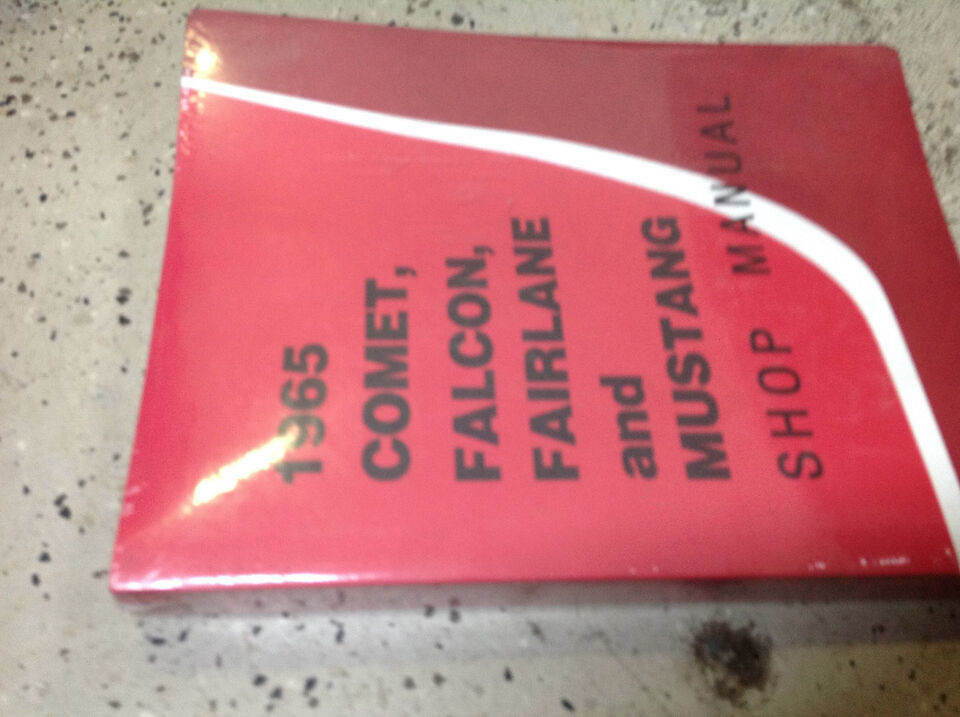 1965
COMET,
FALCON,
FAIRLANE
and
MUSTANG
SHOP MANUAL